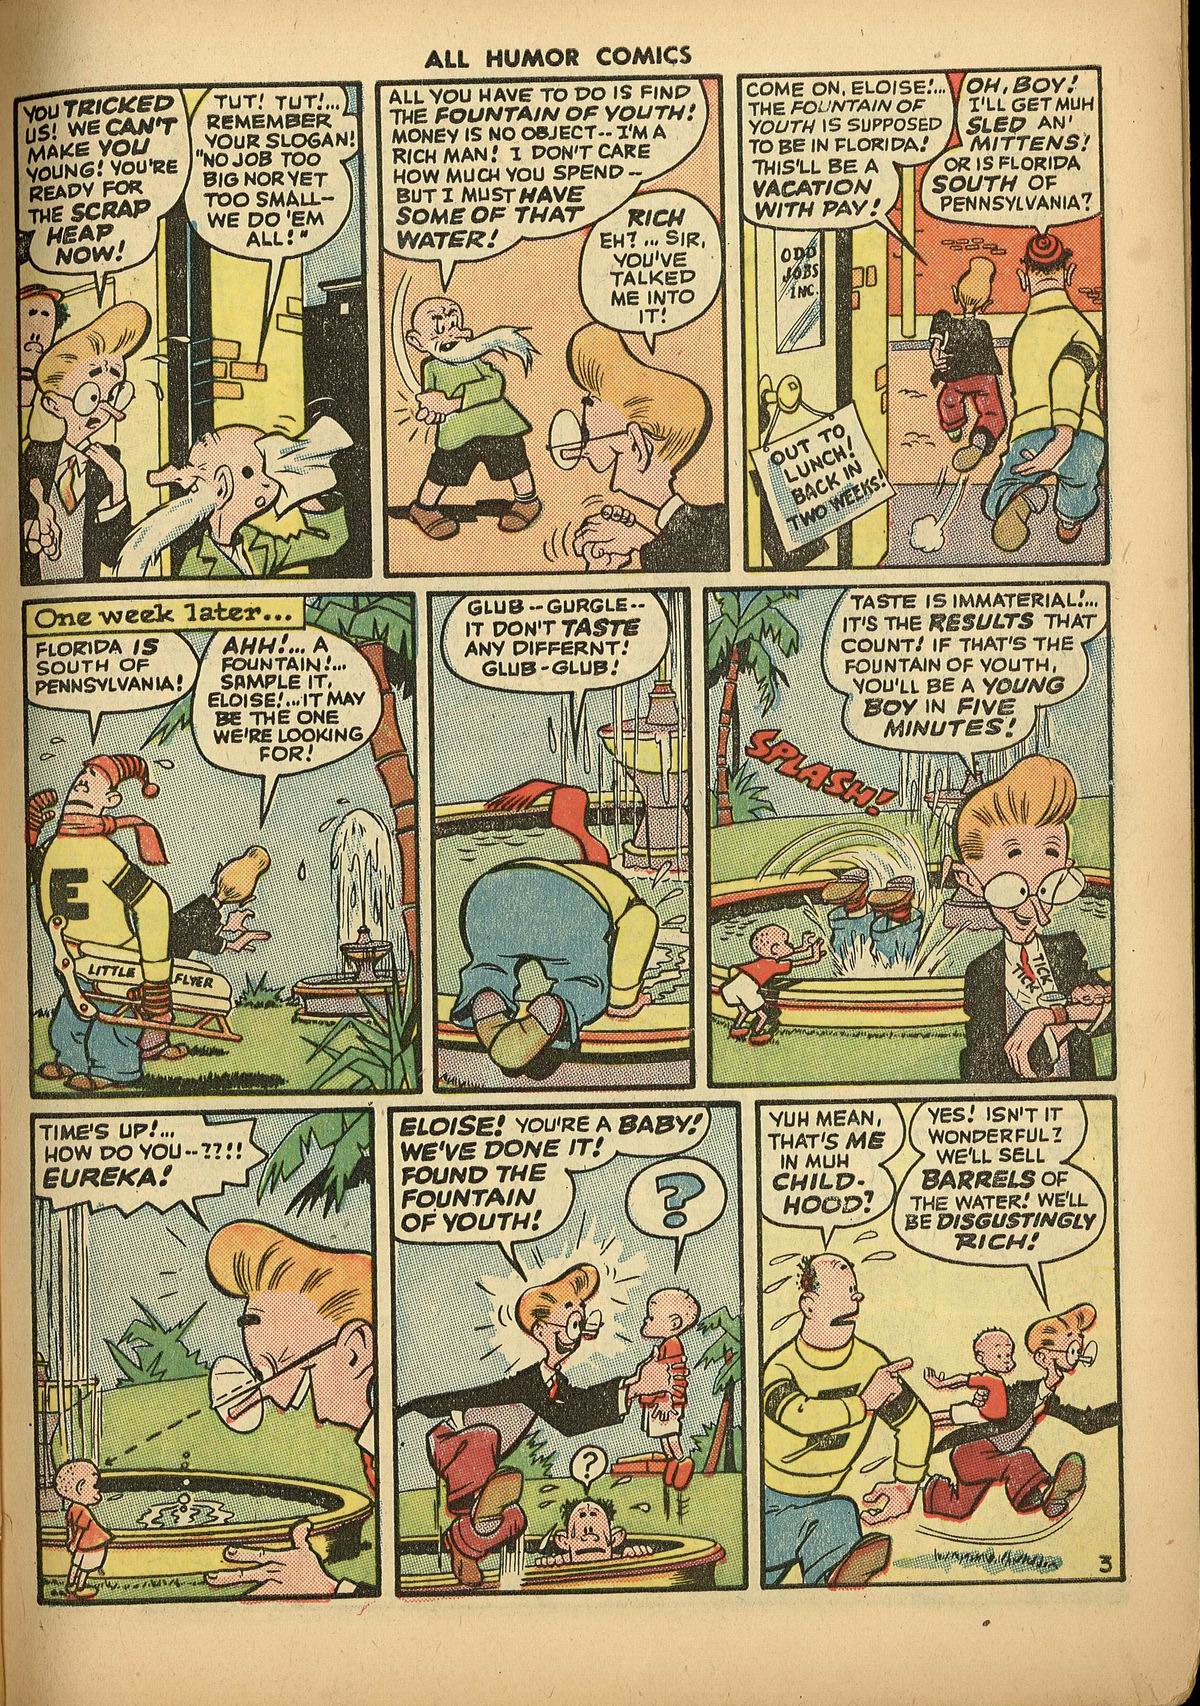 ALL HUMOR COMICS
YOU TRICKED
US! WE CAN'T
MAKE YOU
YOUNG! YOU'RE
READY FOR
THE SCRAP
HEAP
NOW!
TUT! TUT!...
REMEMBER
YOUR SLOGAN!
"NO JOB TOO
BIG NOR YET
TOO SMALL--
WE DO 'EM
ALL!"
ALL YOU HAVE TO DO IS FIND
THE FOUNTAIN OF YOUTH!
MONEY IS NO OBJECT-- I'M A
RICH MAN! I DON'T CARE
HOW MUCH YOU SPEND--
BUT I MUST HAVE
SOME OF THAT
WATER!
RICH
EH?... SIR,
YOU'VE
TALKED
ME INTO
IT!
COME ON, ELOISE!...
THE FOUNTAIN OF
YOUTH IS SUPPOSED
TO BE IN FLORIDA!
THIS'LL BE A
VACATION
WITH PAY!
OH, BOY!
I'LL GET MUH
SLED AN'
MITTENS!
OR IS FLORIDA
SOUTH OF
PENNSYLVANIA?
ODD
JOBS
INC.
OUT TO
LUNCH!
BACK IN
TWO WEEKS!
One week later...
FLORIDA IS
SOUTH OF
PENNSYLVANIA!
AHH!... A
FOUNTAIN!...
SAMPLE IT,
ELOISE!...IT MAY
BE THE ONE
WE'RE LOOKING
FOR!
E
LITTLE FLYER
GLUB--GURGLE--
IT DON'T TASTE
ANY DIFFERNT!
GLUB-GLUB!
TASTE IS IMMATERIAL!...
IT'S THE RESULTS THAT
COUNT! IF THAT'S THE
FOUNTAIN OF YOUTH,
YOU'LL BE A YOUNG
BOY IN FIVE
MINUTES!
SPLASH!
TICK
TICK
TIME'S UP!...
HOW DO YOU--??!!
EUREKA!
ELOISE! YOU'RE A BABY!
WE'VE DONE IT!
FOUND THE
FOUNTAIN
OF YOUTH!
?
?
YUH MEAN,
THAT'S ME
IN MUH
CHILD-
HOOD?
YES! ISN'T IT
WONDERFUL?
WE'LL SELL
BARRELS OF
THE WATER! WE'LL
BE DISGUSTINGLY
RICH!
E
3